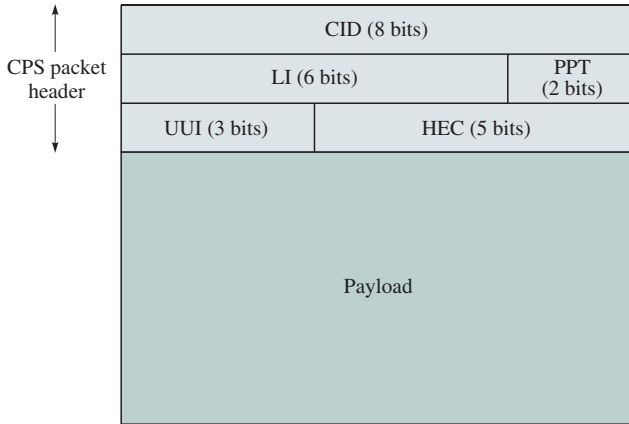 CID (8 bits)
CPS packet
header
LI (6 bits)
PPT
(2 bits)
UUI (3 bits)
HEC (5 bits)
Payload